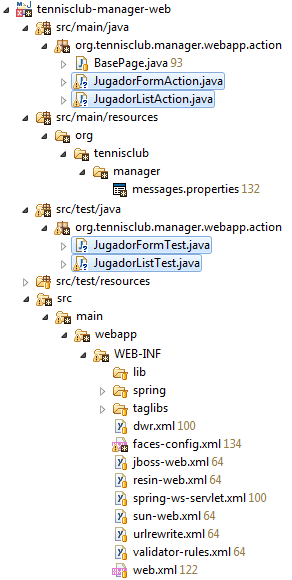 tennisclub-manager-web
src/main/java
org.tennisclub.manager.webapp.action
BasePage.java 93
JugadorFormAction.java
JugadorListAction.java
src/main/resources
org
tennisclub
manager
messages.properties 132
src/test/java
org.tennisclub.manager.webapp.action
JugadorFormTest.java
JugadorListTest.java
src/test/resources
src
main
webapp
WEB-INF
lib
spring
taglibs
dwr.xml 100
faces-config.xml 134
jboss-web.xml 64
resin-web.xml 64
spring-ws-servlet.xml 100
sun-web.xml 64
urlrewrite.xml 64
validator-rules.xml 64
web.xml 122